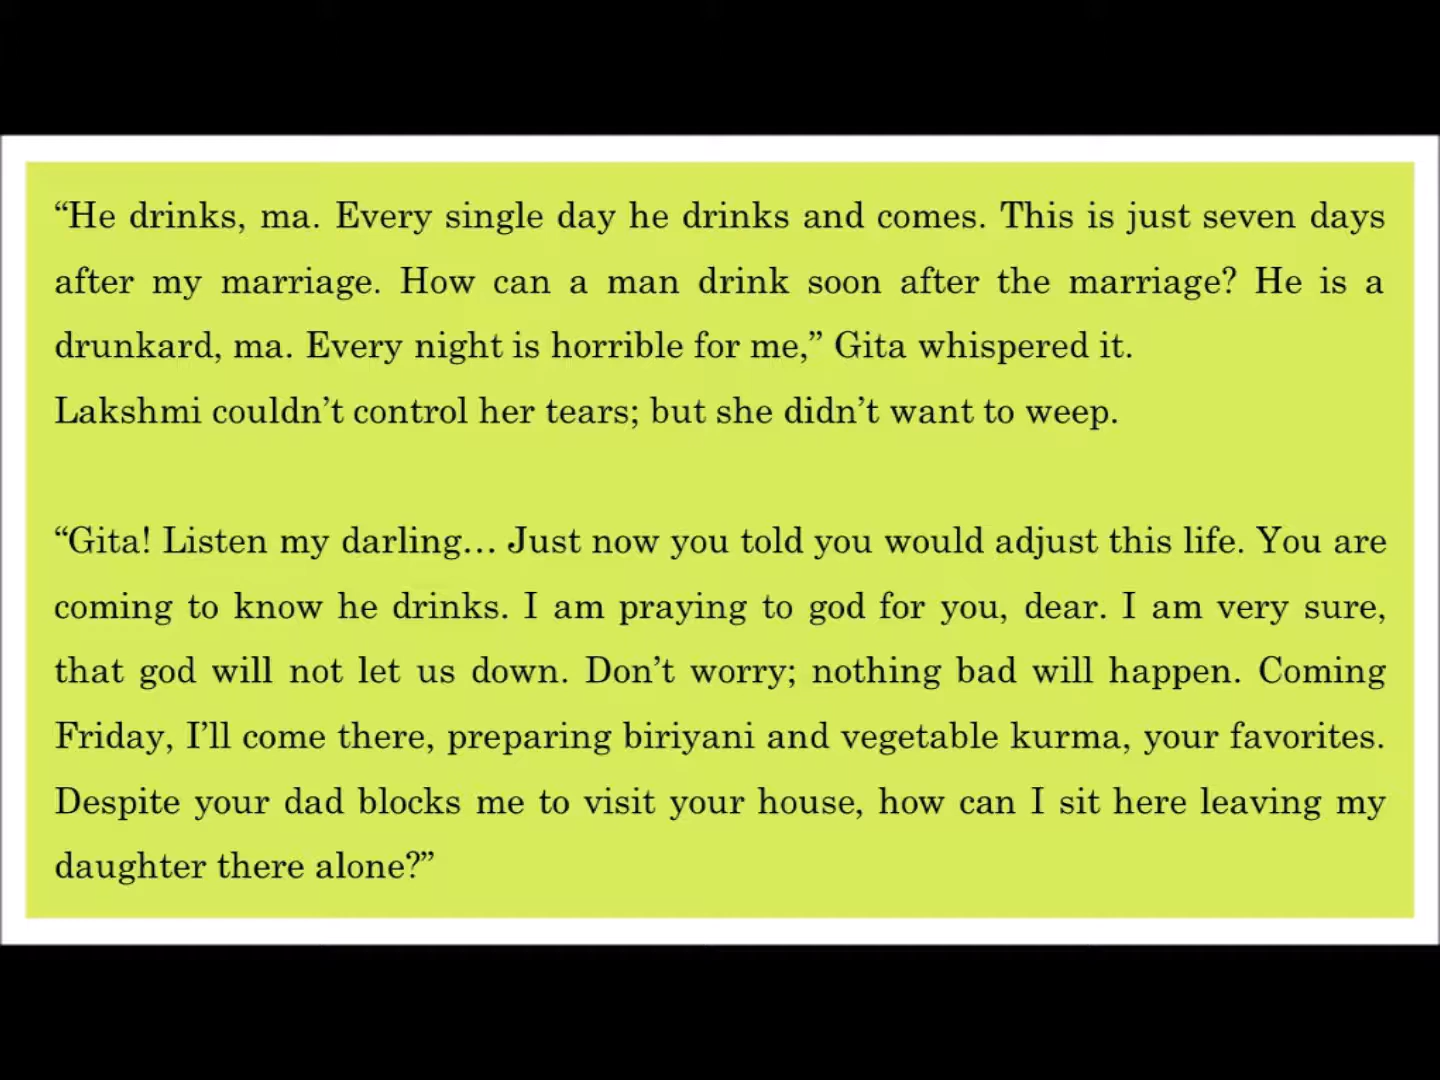 “He drinks, ma. Every single day he drinks and comes. This is just seven days
after my marriage. How can a man drink soon after the marriage? He is a
drunkard, ma. Every night is horrible for me,” Gita whispered it.
Lakshmi couldn’t control her tears; but she didn’t want to weep.
“Gita! Listen my darling… Just now you told you would adjust this life. You are
coming to know he drinks. I am praying to god for you, dear. I am very sure,
that god will not let us down. Don’t worry; nothing bad will happen. Coming
Friday, I’ll come there, preparing biriyani and vegetable kurma, your favorites.
Despite your dad blocks me to visit your house, how can I sit here leaving my
daughter there alone?”